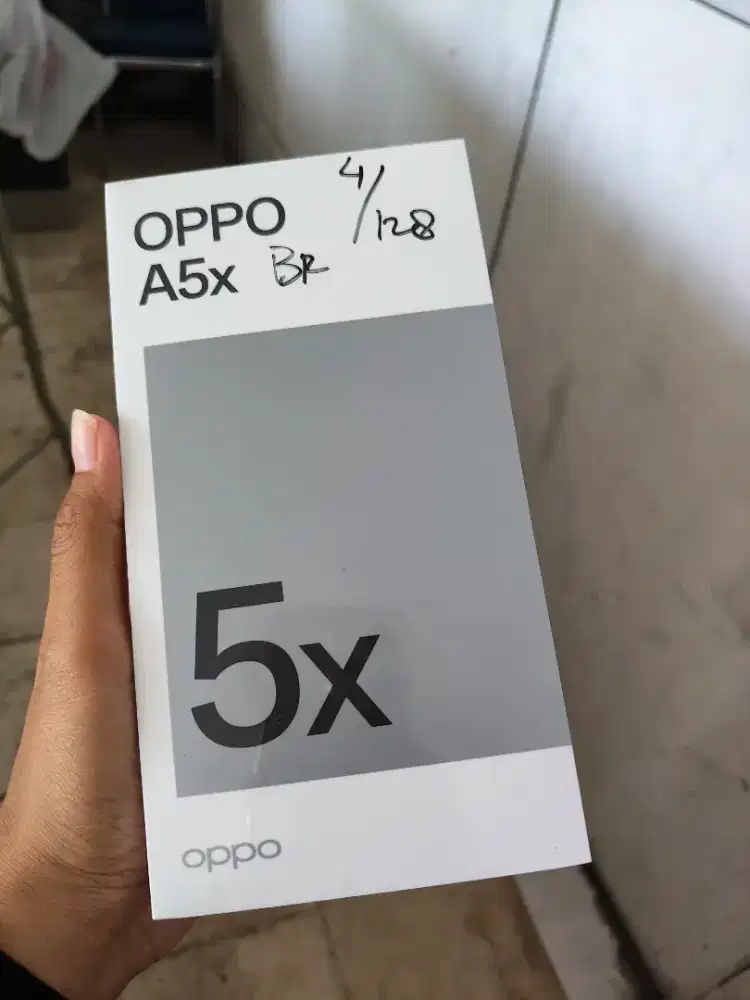 OPPO 4/128
A5x BR
5x
oppo